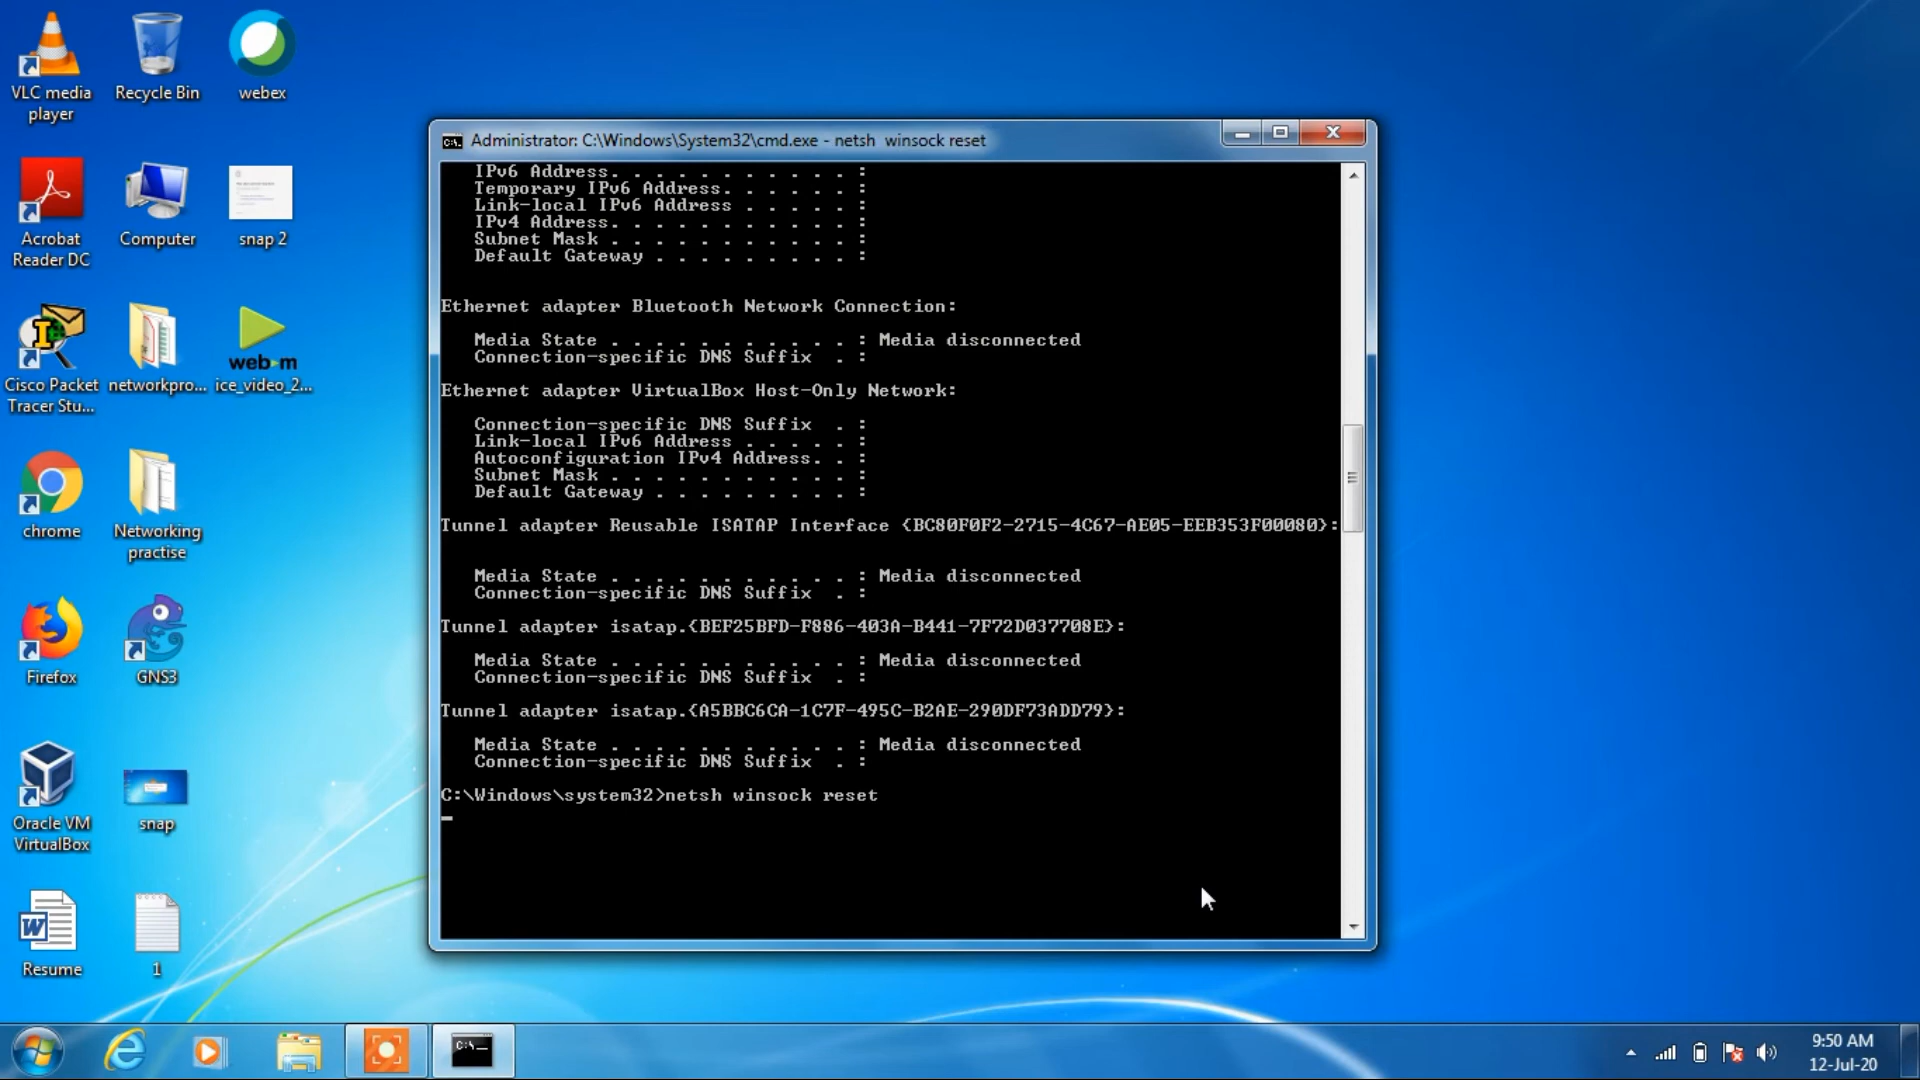 VLC media
player
Recycle Bin
webex
Acrobat
Reader DC
Computer
snap 2
Cisco Packet
Tracer Stu...
networkpro...
web-m
ice_video_2...
chrome
Networking
practise
Firefox
GNS3
Oracle VM
VirtualBox
snap
Resume
1
Administrator: C:\Windows\System32\cmd.exe - netsh  winsock reset
IPv6 Address. . . . . . . . . . . :
Temporary IPv6 Address. . . . . . :
Link-local IPv6 Address . . . . . :
IPv4 Address. . . . . . . . . . . :
Subnet Mask . . . . . . . . . . . :
Default Gateway . . . . . . . . . :
Ethernet adapter Bluetooth Network Connection:
Media State . . . . . . . . . . . : Media disconnected
Connection-specific DNS Suffix  . :
Ethernet adapter VirtualBox Host-Only Network:
Connection-specific DNS Suffix  . :
Link-local IPv6 Address . . . . . :
Autoconfiguration IPv4 Address. . :
Subnet Mask . . . . . . . . . . . :
Default Gateway . . . . . . . . . :
Tunnel adapter Reusable ISATAP Interface {BC80F0F2-2715-4C67-AE05-EEB353F00080}:
Media State . . . . . . . . . . . : Media disconnected
Connection-specific DNS Suffix  . :
Tunnel adapter isatap.{BEF25BFD-F886-403A-B441-7F72D037708E}:
Media State . . . . . . . . . . . : Media disconnected
Connection-specific DNS Suffix  . :
Tunnel adapter isatap.{A5BBC6CA-1C7F-495C-B2AE-290DF73ADD79}:
Media State . . . . . . . . . . . : Media disconnected
Connection-specific DNS Suffix  . :
C:\Windows\system32>netsh winsock reset
9:50 AM
12-Jul-20